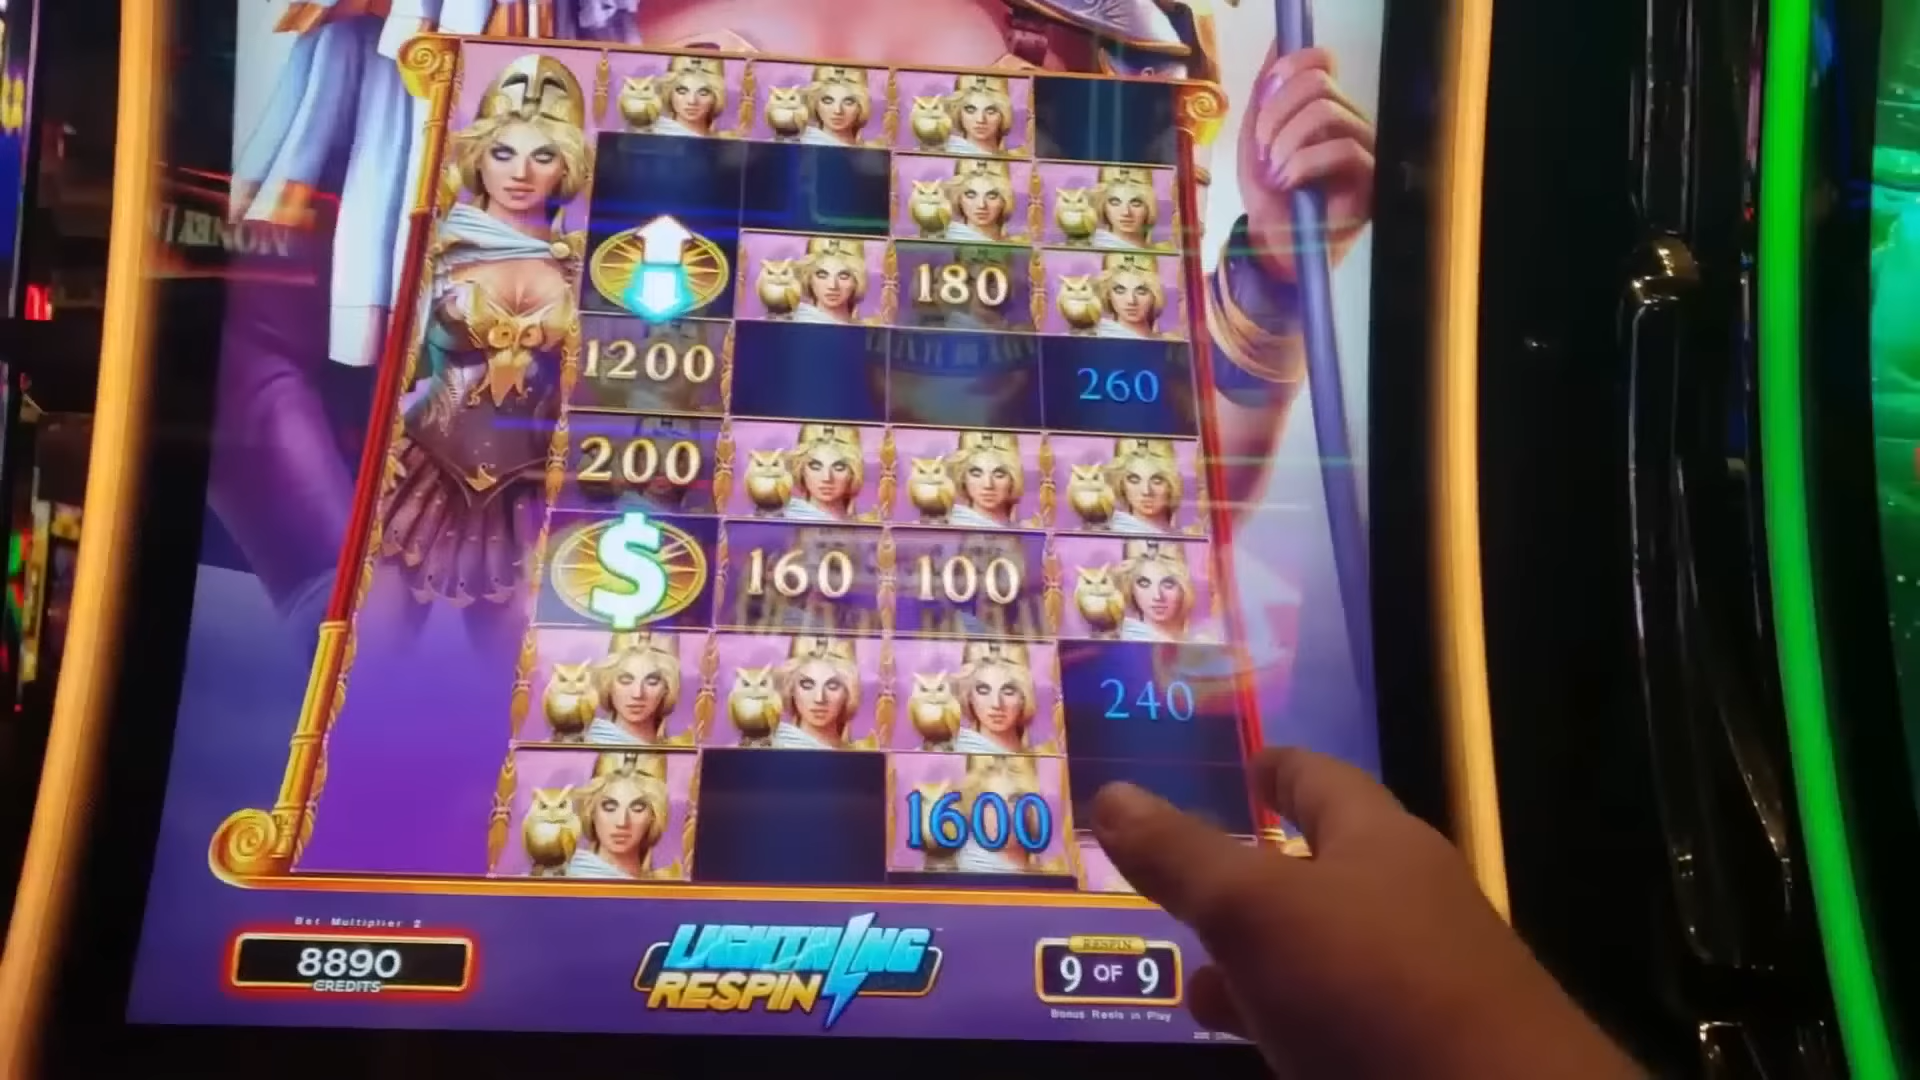 180
1200
260
200
$
160
100
240
1600
Bet Multiplier 2
8890
CREDITS
LIGHTNING
RESPIN
RESPIN
9 OF 9
Bonus Reels in Play